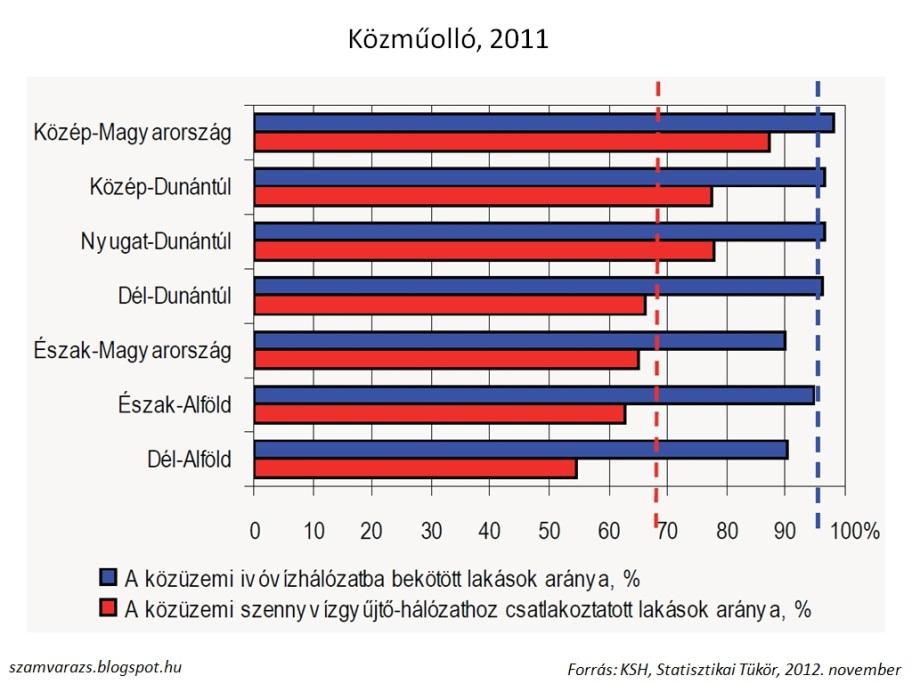 Közműolló, 2011
Közép-Magyarország
Közép-Dunántúl
Nyugat-Dunántúl
Dél-Dunántúl
Észak-Magyarország
Észak-Alföld
Dél-Alföld
0 10 20 30 40 50 60 70 80 90 100%
A közüzemi ivóvízhálózatba bekötött lakások aránya, %
A közüzemi szennyvízgyűjtő-hálózathoz csatlakoztatott lakások aránya, %
szamvarazs.blogspot.hu
Forrás: KSH, Statisztikai Tükör, 2012. november